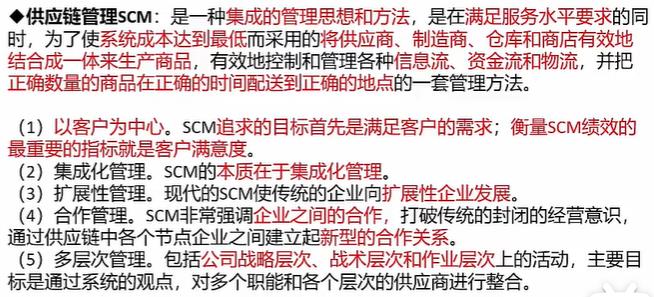 ◆供应链管理SCM：是一种集成的管理思想和方法，是在满足服务水平要求的同
时，为了使系统成本达到最低而采用的将供应商、制造商、仓库和商店有效地
结合成一体来生产商品，有效地控制和管理各种信息流、资金流和物流，并把
正确数量的商品在正确的时间配送到正确的地点的一套管理方法。
（1）以客户为中心。SCM追求的目标首先是满足客户的需求；衡量SCM绩效的
最重要的指标就是客户满意度。
（2）集成化管理。SCM的本质在于集成化管理。
（3）扩展性管理。现代的SCM使传统的企业向扩展性企业发展。
（4）合作管理。SCM非常强调企业之间的合作，打破传统的封闭的经营意识，
通过供应链中各个节点企业之间建立起新型的合作关系。
（5）多层次管理。包括公司战略层次、战术层次和作业层次上的活动，主要目
标是通过系统的观点，对多个职能和各个层次的供应商进行整合。